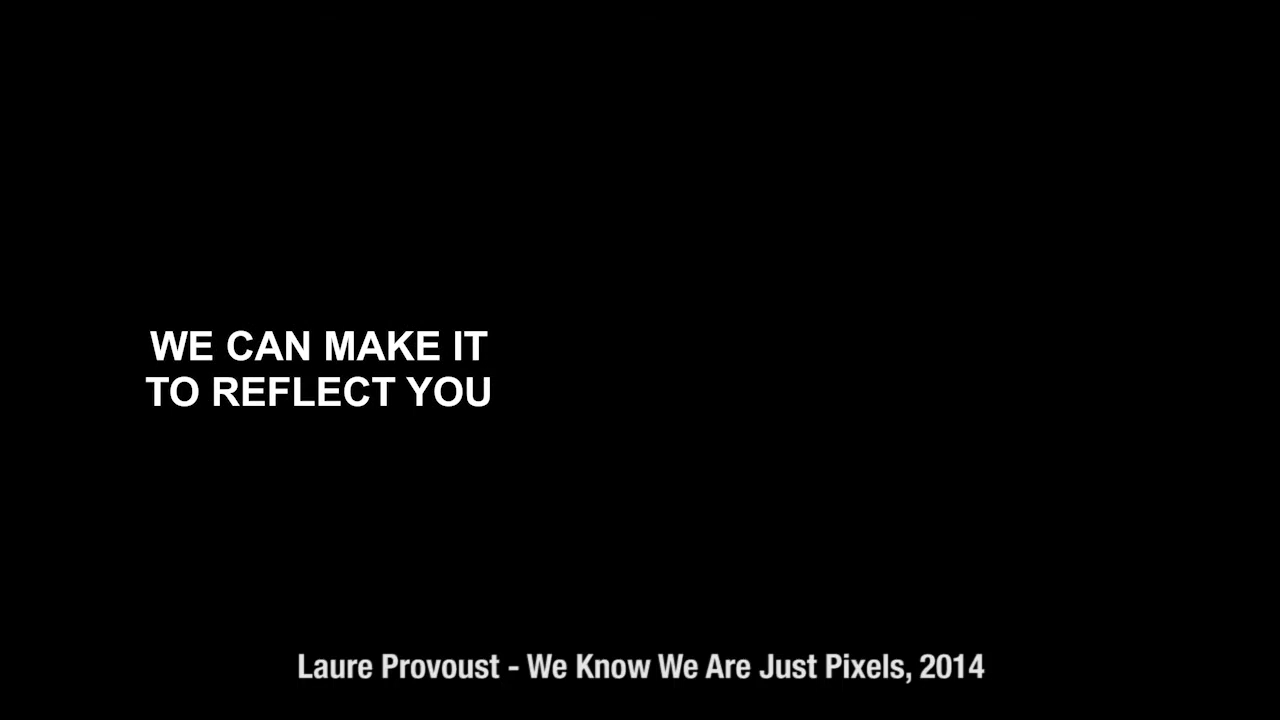 WE CAN MAKE IT
TO REFLECT YOU
Laure Provoust - We Know We Are Just Pixels, 2014